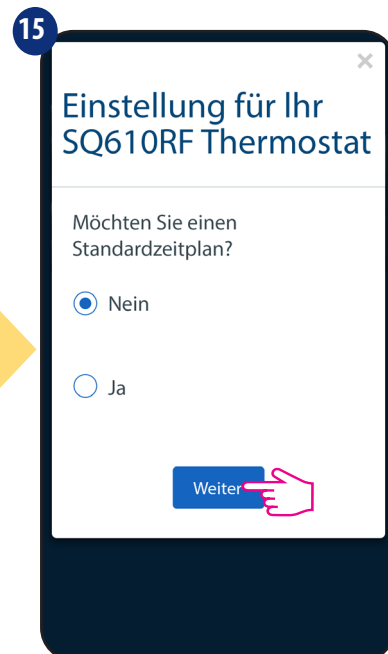 15
×
Einstellung für Ihr
SQ610RF Thermostat
Möchten Sie einen
Standardzeitplan?
Nein
Ja
Weiter